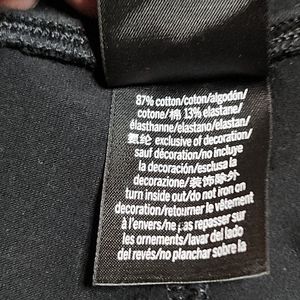 87% cotton/coton/algodón/
cotone/棉 13% elastane/
élasthanne/elastano/elastan/
氨纶 exclusive of decoration/
sauf décoration/no incluye
la decoración/esclusa la
decorazione/装饰除外
turn inside out/do not iron on
decoration/retourner le vêtement
à l'envers/ne pas repasser sur
les ornements/lavar del lado
del revés/no planchar sobre la